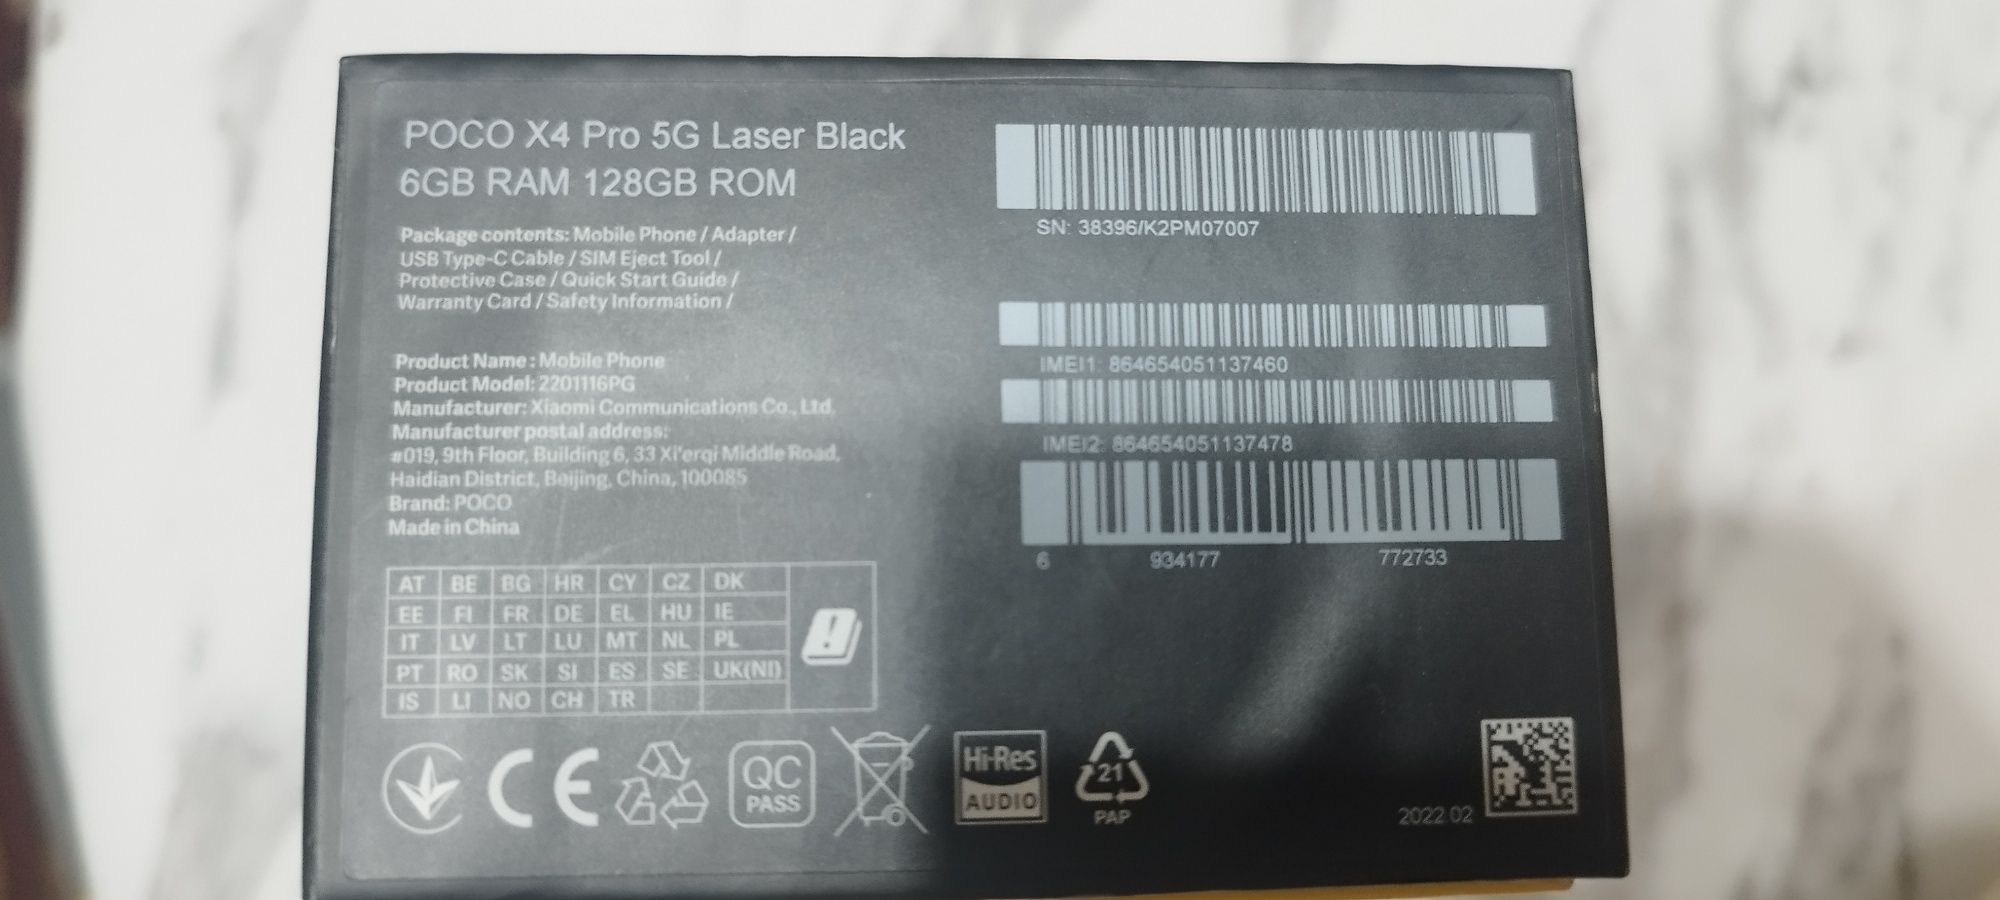 POCO X4 Pro 5G Laser Black
6GB RAM 128GB ROM
Package contents: Mobile Phone / Adapter /
USB Type-C Cable / SIM Eject Tool /
Protective Case / Quick Start Guide /
Warranty Card / Safety Information /
Product Name: Mobile Phone
Product Model: 2201116PG
Manufacturer: Xiaomi Communications Co., Ltd.
Manufacturer postal address:
#019, 9th Floor, Building 6, 33 Xi'erqi Middle Road,
Haidian District, Beijing, China, 100085
Brand: POCO
Made in China
AT BE BG HR CY CZ DK
EE FI FR DE EL HU IE
IT LV LT LU MT NL PL
PT RO SK SI ES SE UK(NI)
IS LI NO CH TR
SN: 38396/K2PM07007
IMEI1: 864654051137460
IMEI2: 864654051137478
6 934177 772733
CE
QC
PASS
Hi-Res
AUDIO
21
PAP
2022.02